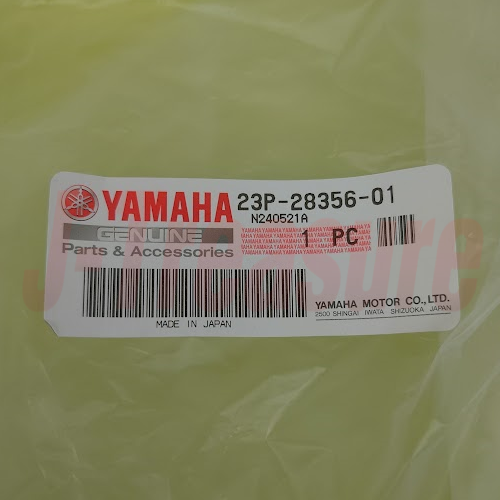 YAMAHA 23P-28356-01
GENUINE N240521A
Parts & Accessories 1 PC
YAMAHA MOTOR CO., LTD.
2500 SHINGAI IWATA SHIZUOKA JAPAN
MADE IN JAPAN
J-Treasure